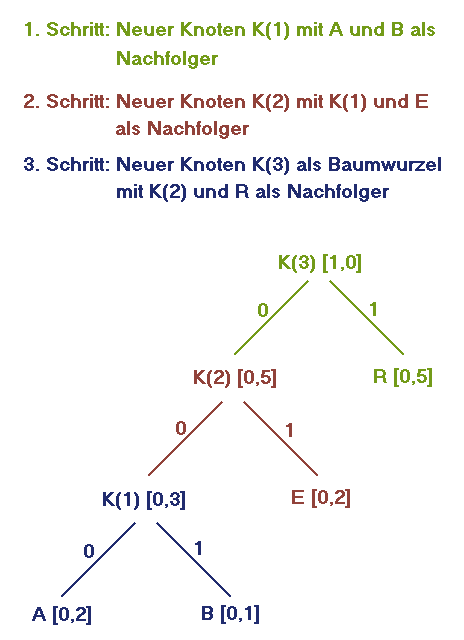 1. Schritt: Neuer Knoten K(1) mit A und B als
Nachfolger
2. Schritt: Neuer Knoten K(2) mit K(1) und E
als Nachfolger
3. Schritt: Neuer Knoten K(3) als Baumwurzel
mit K(2) und R als Nachfolger
K(3) [1,0]
0 1
K(2) [0,5] R [0,5]
0 1
K(1) [0,3] E [0,2]
0 1
A [0,2] B [0,1]